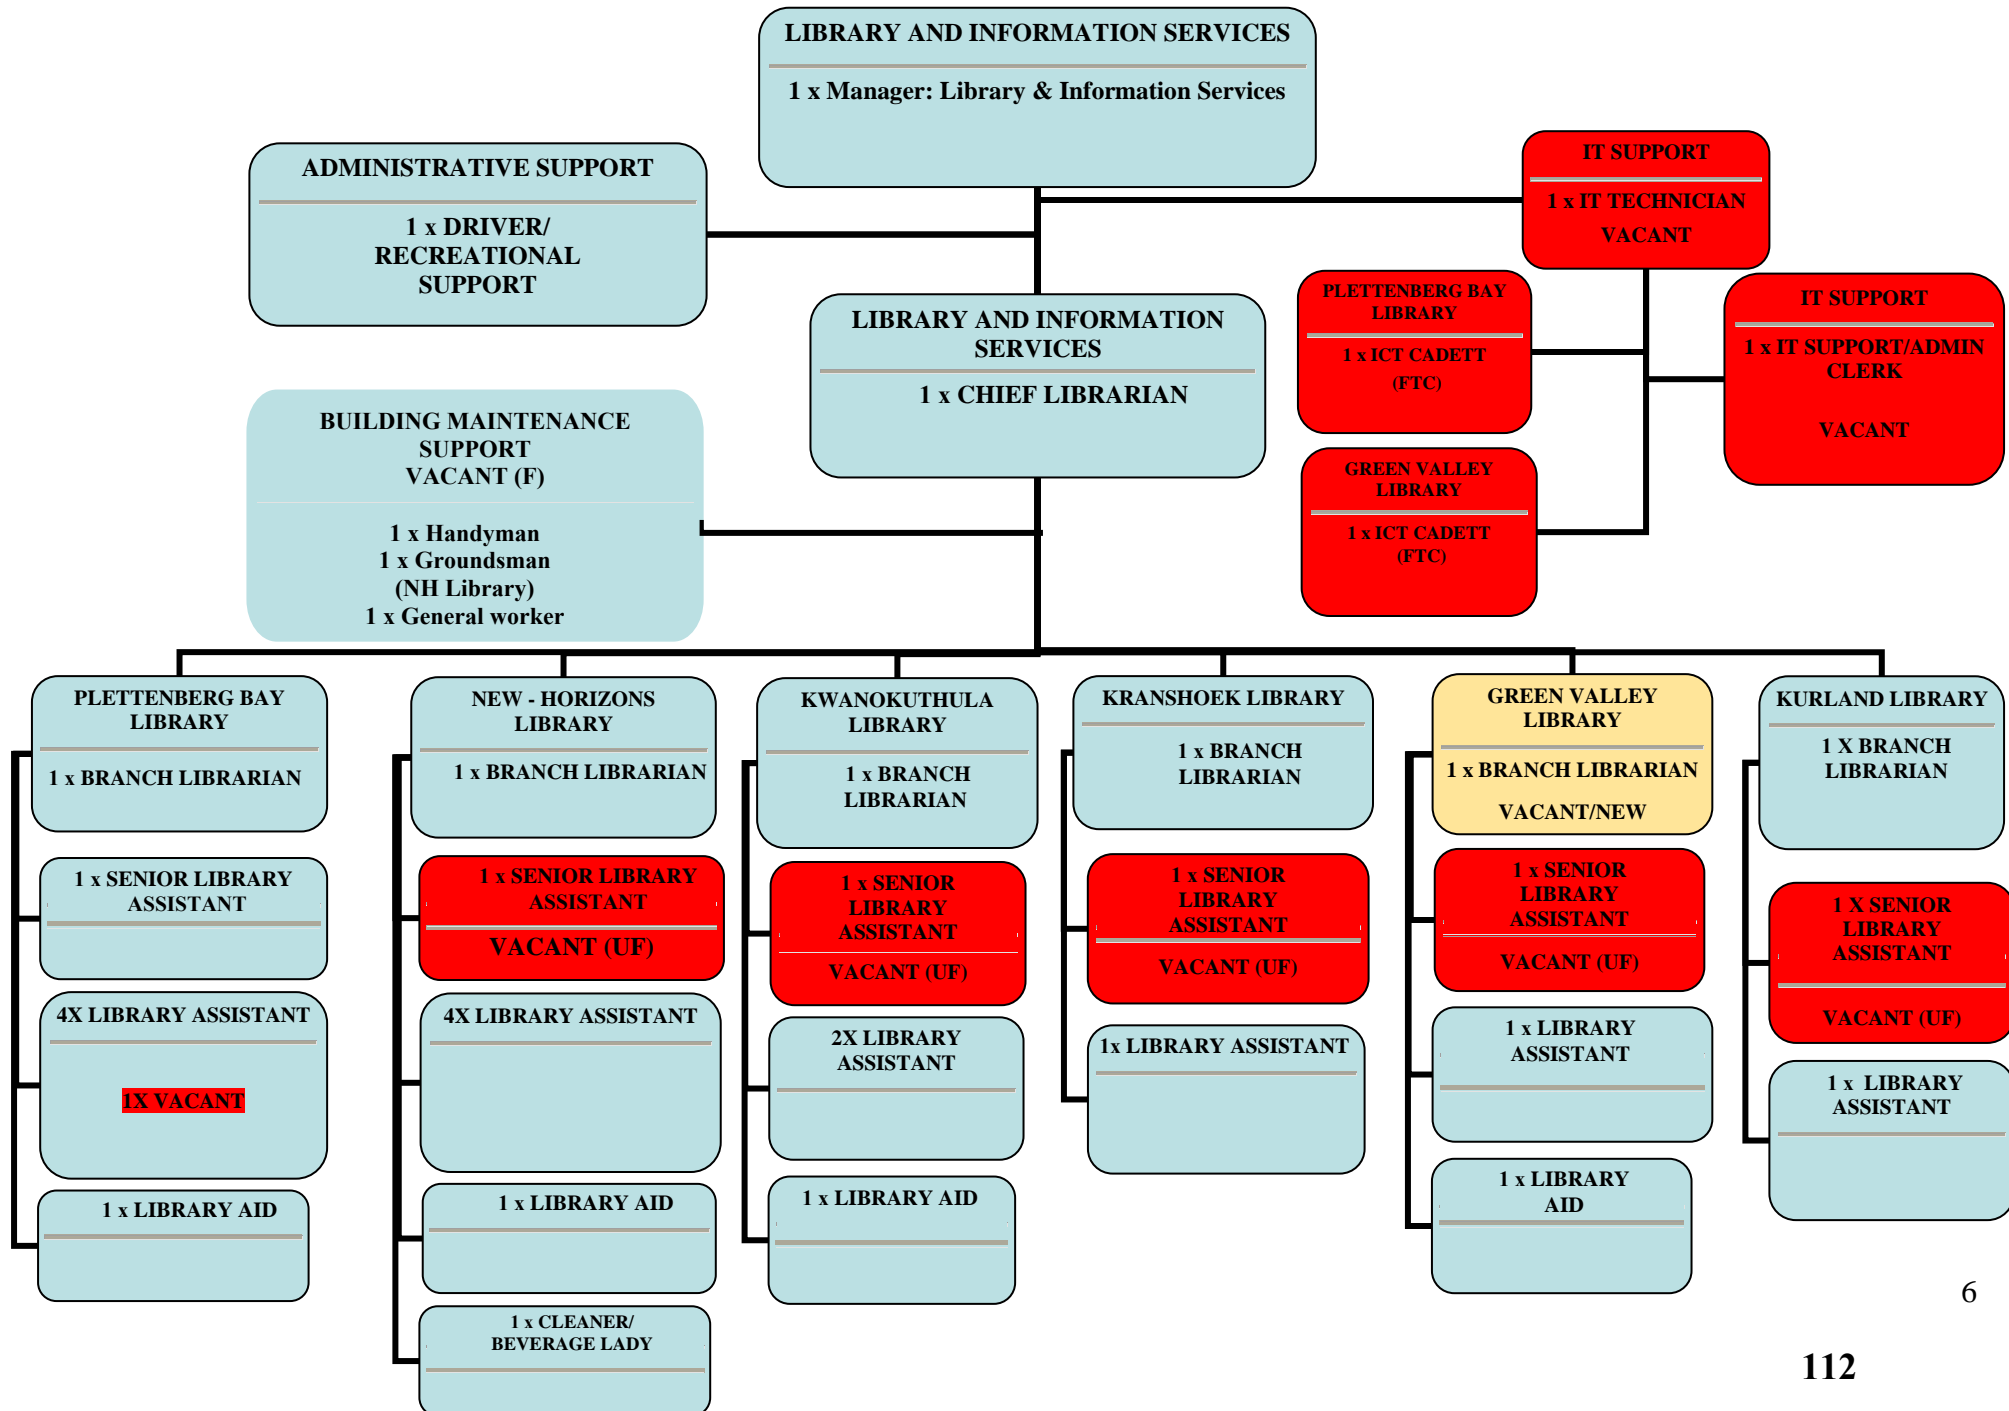 LIBRARY AND INFORMATION SERVICES
1 x Manager: Library & Information Services
ADMINISTRATIVE SUPPORT
1 x DRIVER/
RECREATIONAL
SUPPORT
IT SUPPORT
1 x IT TECHNICIAN
VACANT
LIBRARY AND INFORMATION
SERVICES
1 x CHIEF LIBRARIAN
PLETTENBERG BAY
LIBRARY
1 x ICT CADETT
(FTC)
IT SUPPORT
1 x IT SUPPORT/ADMIN
CLERK
VACANT
GREEN VALLEY
LIBRARY
1 x ICT CADETT
(FTC)
BUILDING MAINTENANCE
SUPPORT
VACANT (F)
1 x Handyman
1 x Groundsman
(NH Library)
1 x General worker
PLETTENBERG BAY
LIBRARY
1 x BRANCH LIBRARIAN
1 x SENIOR LIBRARY
ASSISTANT
4X LIBRARY ASSISTANT
1X VACANT
1 x LIBRARY AID
NEW - HORIZONS
LIBRARY
1 x BRANCH LIBRARIAN
1 x SENIOR LIBRARY
ASSISTANT
VACANT (UF)
4X LIBRARY ASSISTANT
1 x LIBRARY AID
1 x CLEANER/
BEVERAGE LADY
KWANOKUTHULA
LIBRARY
1 x BRANCH
LIBRARIAN
1 x SENIOR
LIBRARY
ASSISTANT
VACANT (UF)
2X LIBRARY
ASSISTANT
1 x LIBRARY AID
KRANSHOEK LIBRARY
1 x BRANCH
LIBRARIAN
1 x SENIOR
LIBRARY
ASSISTANT
VACANT (UF)
1x LIBRARY ASSISTANT
GREEN VALLEY
LIBRARY
1 x BRANCH LIBRARIAN
VACANT/NEW
1 x SENIOR
LIBRARY
ASSISTANT
VACANT (UF)
1 x LIBRARY
ASSISTANT
1 x LIBRARY
AID
KURLAND LIBRARY
1 X BRANCH
LIBRARIAN
1 X SENIOR
LIBRARY
ASSISTANT
VACANT (UF)
1 x LIBRARY
ASSISTANT
6
112